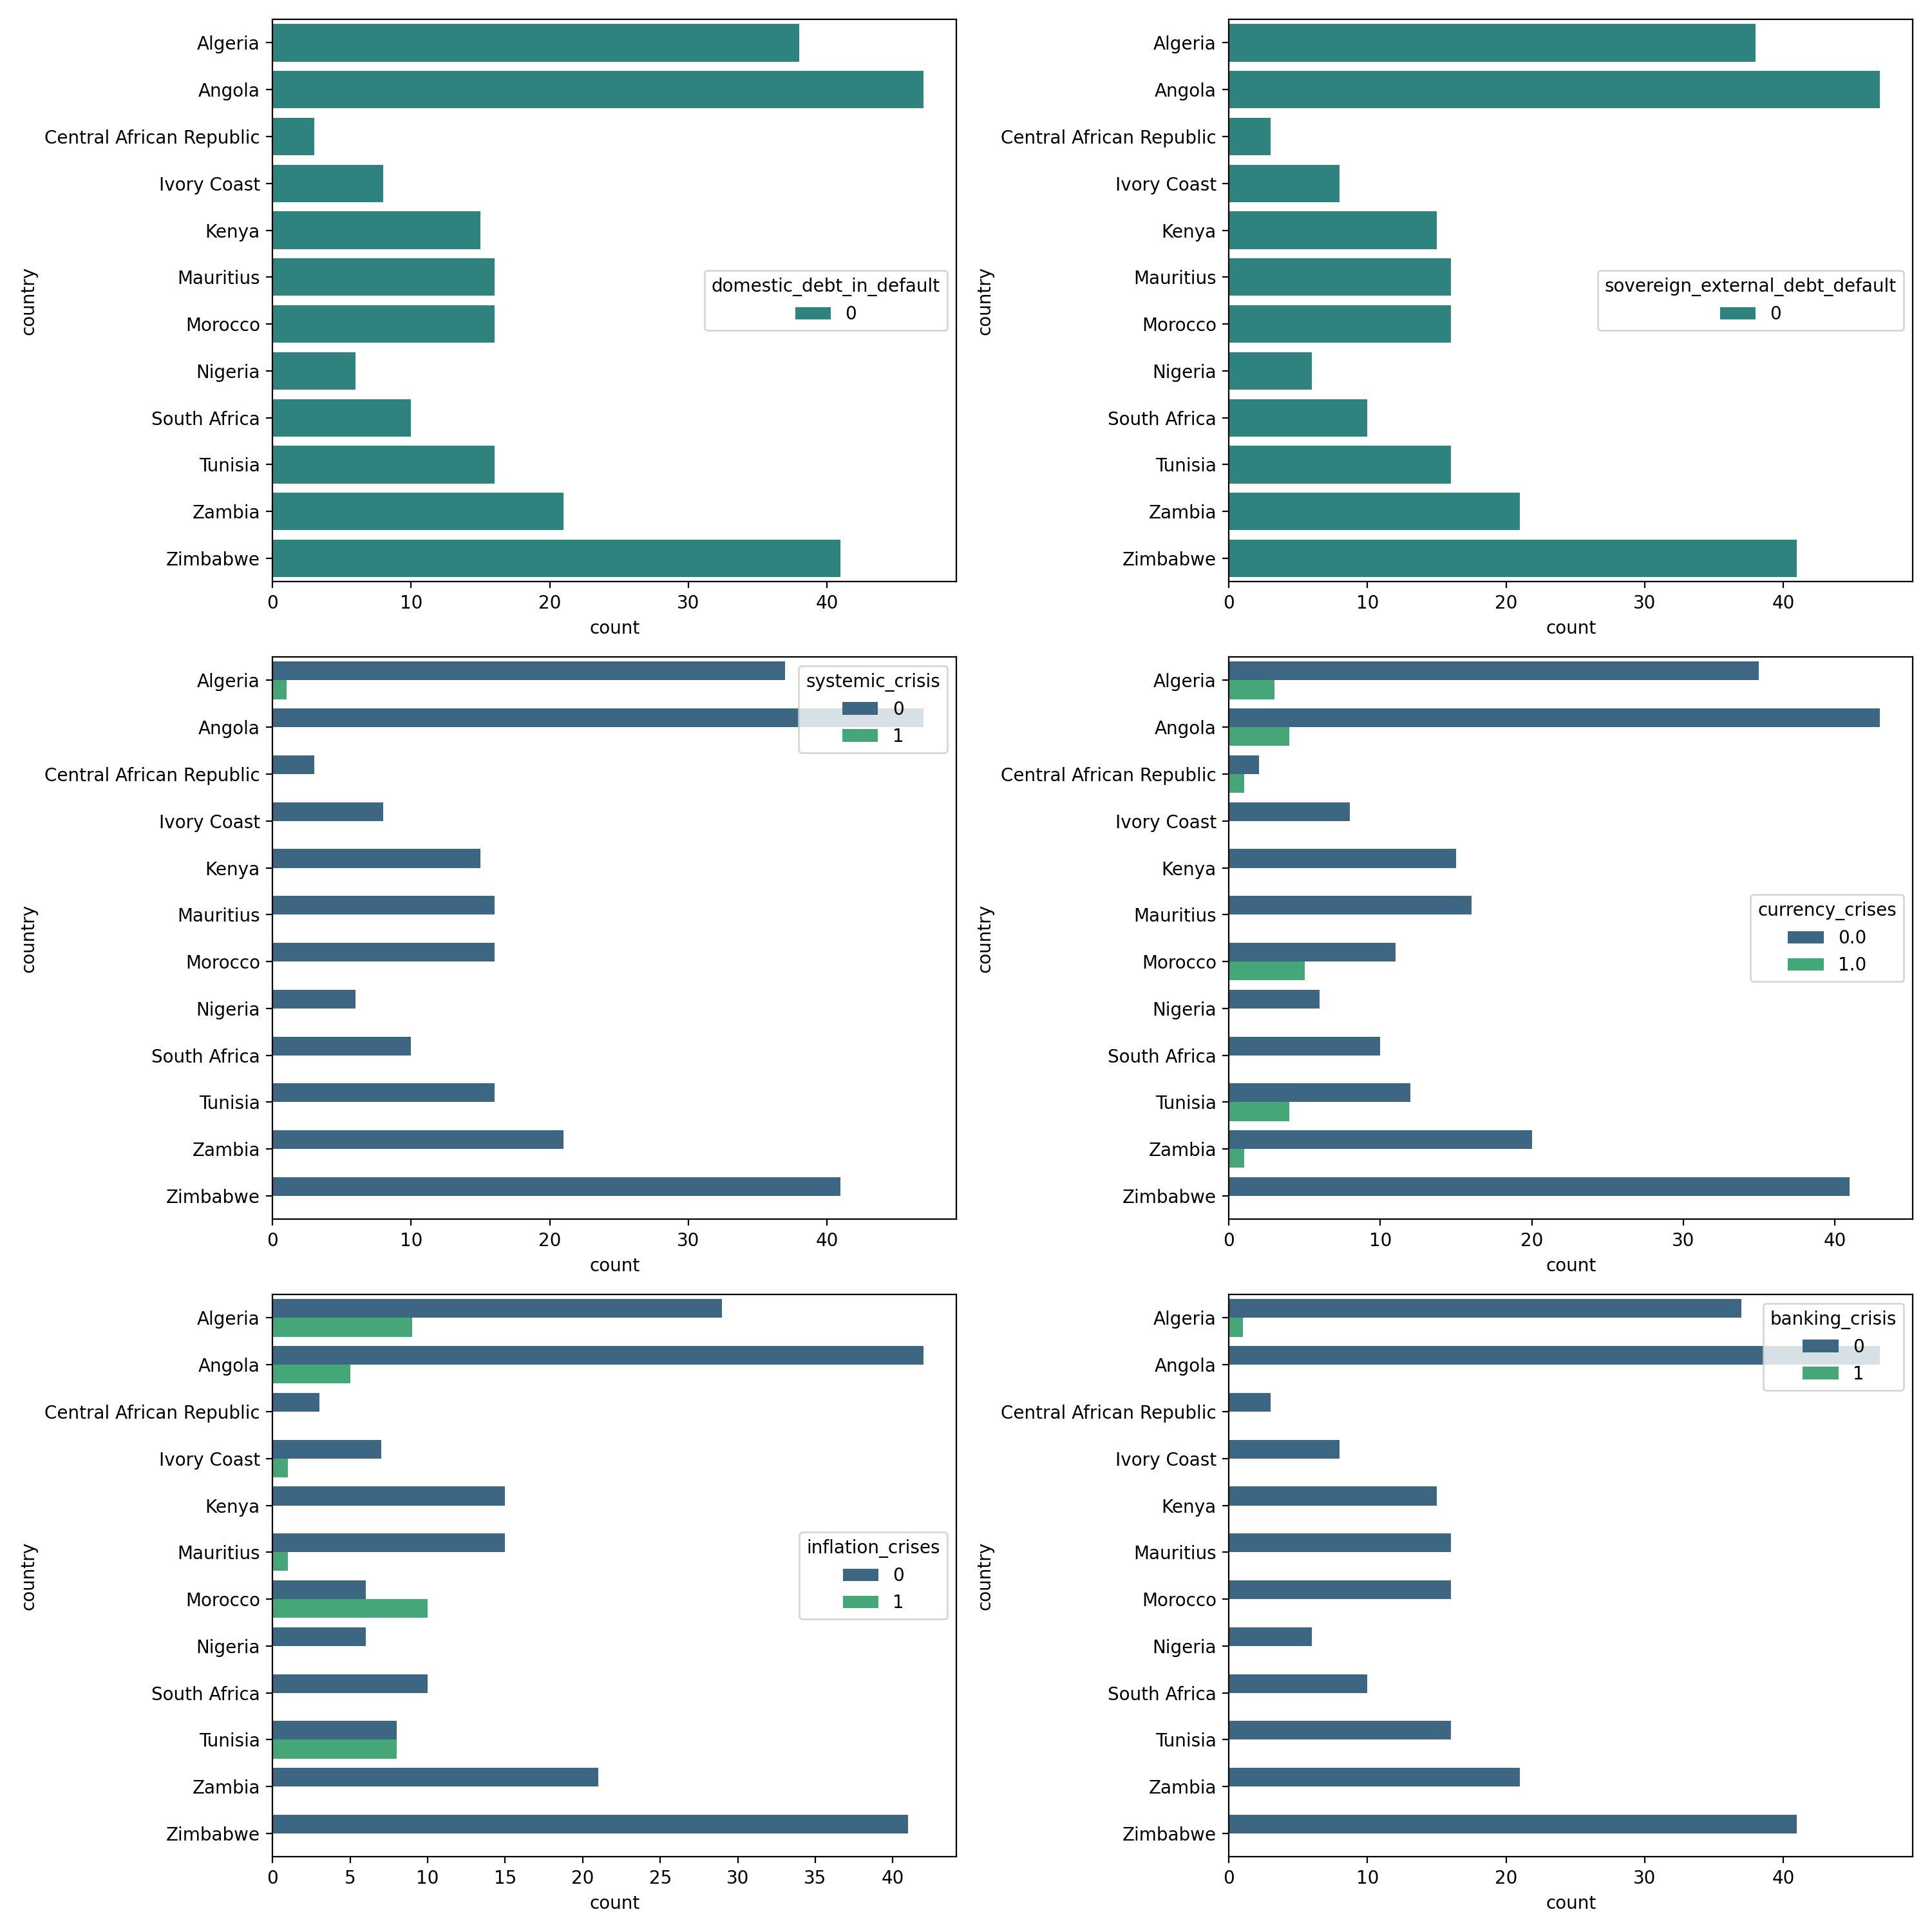 Algeria
Angola
Central African Republic
Ivory Coast
Kenya
Mauritius
Morocco
Nigeria
South Africa
Tunisia
Zambia
Zimbabwe
country
domestic_debt_in_default
0
0 10 20 30 40
count
Algeria
Angola
Central African Republic
Ivory Coast
Kenya
Mauritius
Morocco
Nigeria
South Africa
Tunisia
Zambia
Zimbabwe
country
sovereign_external_debt_default
0
0 10 20 30 40
count
Algeria
Angola
Central African Republic
Ivory Coast
Kenya
Mauritius
Morocco
Nigeria
South Africa
Tunisia
Zambia
Zimbabwe
country
systemic_crisis
0
1
0 10 20 30 40
count
Algeria
Angola
Central African Republic
Ivory Coast
Kenya
Mauritius
Morocco
Nigeria
South Africa
Tunisia
Zambia
Zimbabwe
country
currency_crises
0.0
1.0
0 10 20 30 40
count
Algeria
Angola
Central African Republic
Ivory Coast
Kenya
Mauritius
Morocco
Nigeria
South Africa
Tunisia
Zambia
Zimbabwe
country
inflation_crises
0
1
0 5 10 15 20 25 30 35 40
count
Algeria
Angola
Central African Republic
Ivory Coast
Kenya
Mauritius
Morocco
Nigeria
South Africa
Tunisia
Zambia
Zimbabwe
country
banking_crisis
0
1
0 10 20 30 40
count